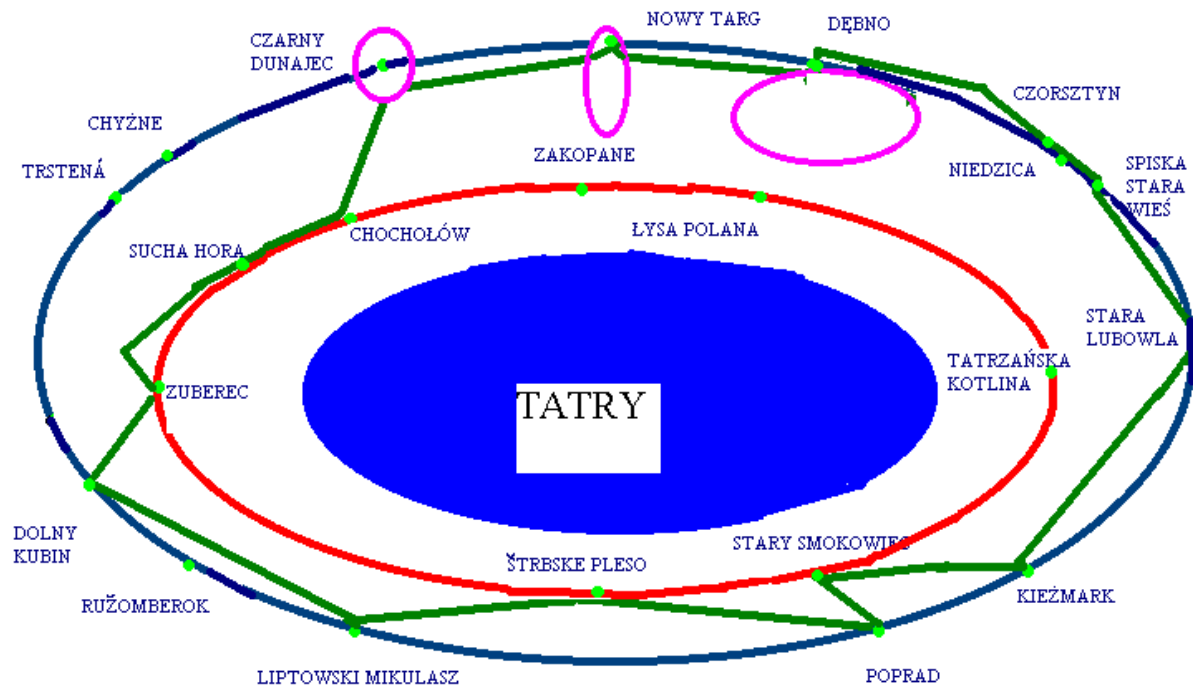 NOWY TARG
DĘBNO
CZARNY
DUNAJEC
CZORSZTYN
CHYŻNE
ZAKOPANE
NIEDZICA
TRSTENÁ
SPISKA
STARA
WIEŚ
SUCHA HORA
CHOCHOŁÓW
ŁYSA POLANA
STARA
LUBOWLA
TATRZAŃSKA
KOTLINA
ZUBEREC
TATRY
DOLNY
KUBIN
ŠTRBSKE PLESO
STARY SMOKOWIEC
RUŽOMBEROK
KIEŻMARK
LIPTOWSKI MIKULASZ
POPRAD